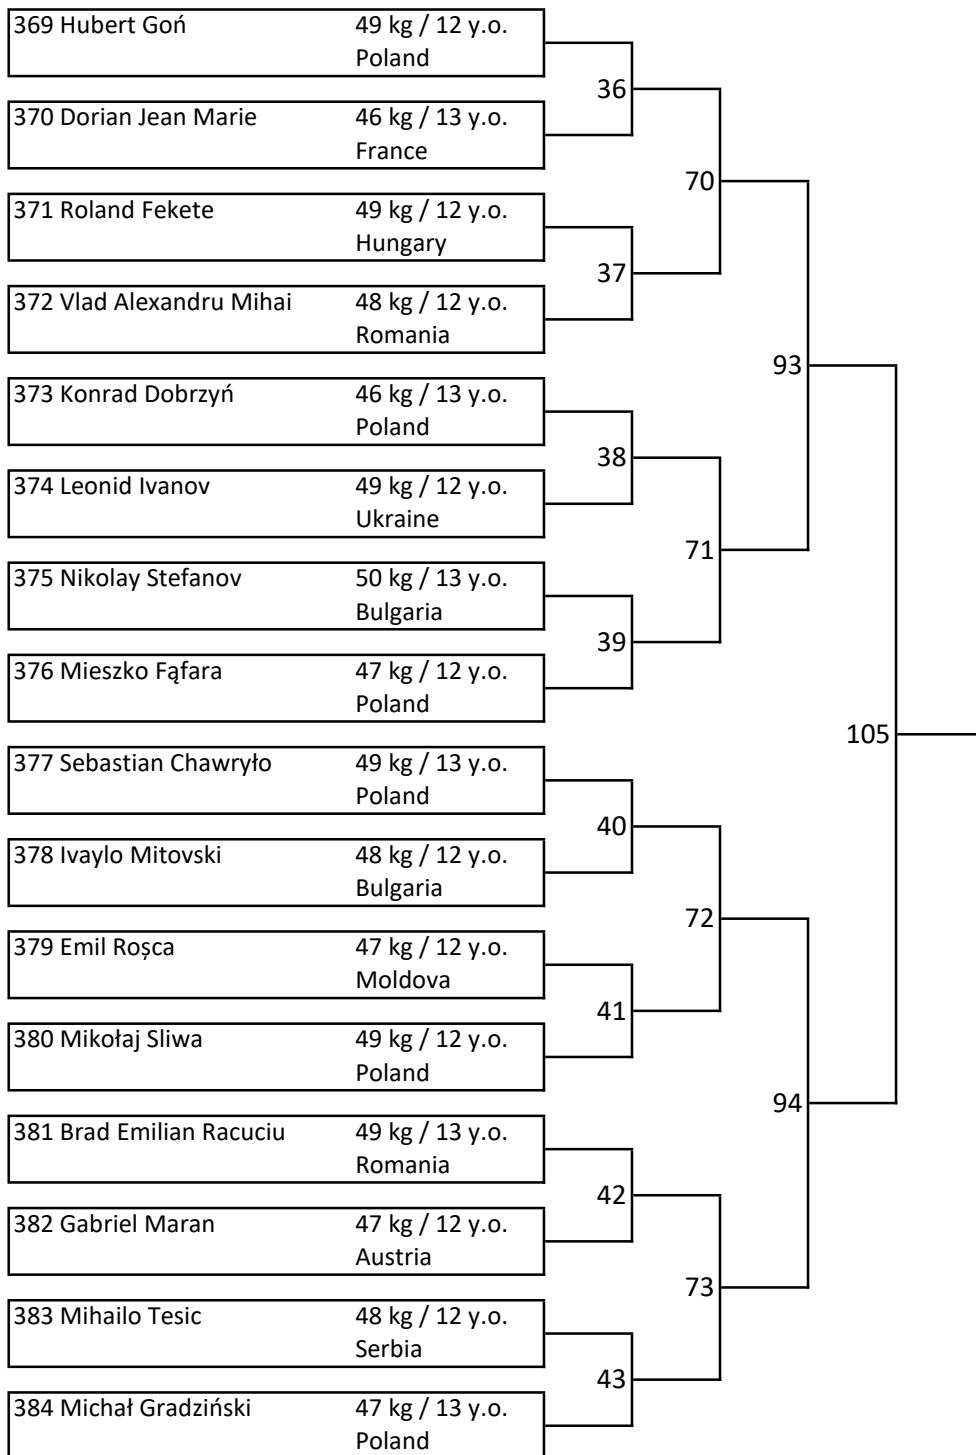 369 Hubert Goń 49 kg / 12 y.o.
Poland
36
370 Dorian Jean Marie 46 kg / 13 y.o.
France
70
371 Roland Fekete 49 kg / 12 y.o.
Hungary
37
372 Vlad Alexandru Mihai 48 kg / 12 y.o.
Romania
93
373 Konrad Dobrzyń 46 kg / 13 y.o.
Poland
38
374 Leonid Ivanov 49 kg / 12 y.o.
Ukraine
71
375 Nikolay Stefanov 50 kg / 13 y.o.
Bulgaria
39
376 Mieszko Fąfara 47 kg / 12 y.o.
Poland
105
377 Sebastian Chawryło 49 kg / 13 y.o.
Poland
40
378 Ivaylo Mitovski 48 kg / 12 y.o.
Bulgaria
72
379 Emil Roșca 47 kg / 12 y.o.
Moldova
41
380 Mikołaj Sliwa 49 kg / 12 y.o.
Poland
94
381 Brad Emilian Racuciu 49 kg / 13 y.o.
Romania
42
382 Gabriel Maran 47 kg / 12 y.o.
Austria
73
383 Mihailo Tesic 48 kg / 12 y.o.
Serbia
43
384 Michał Gradziński 47 kg / 13 y.o.
Poland